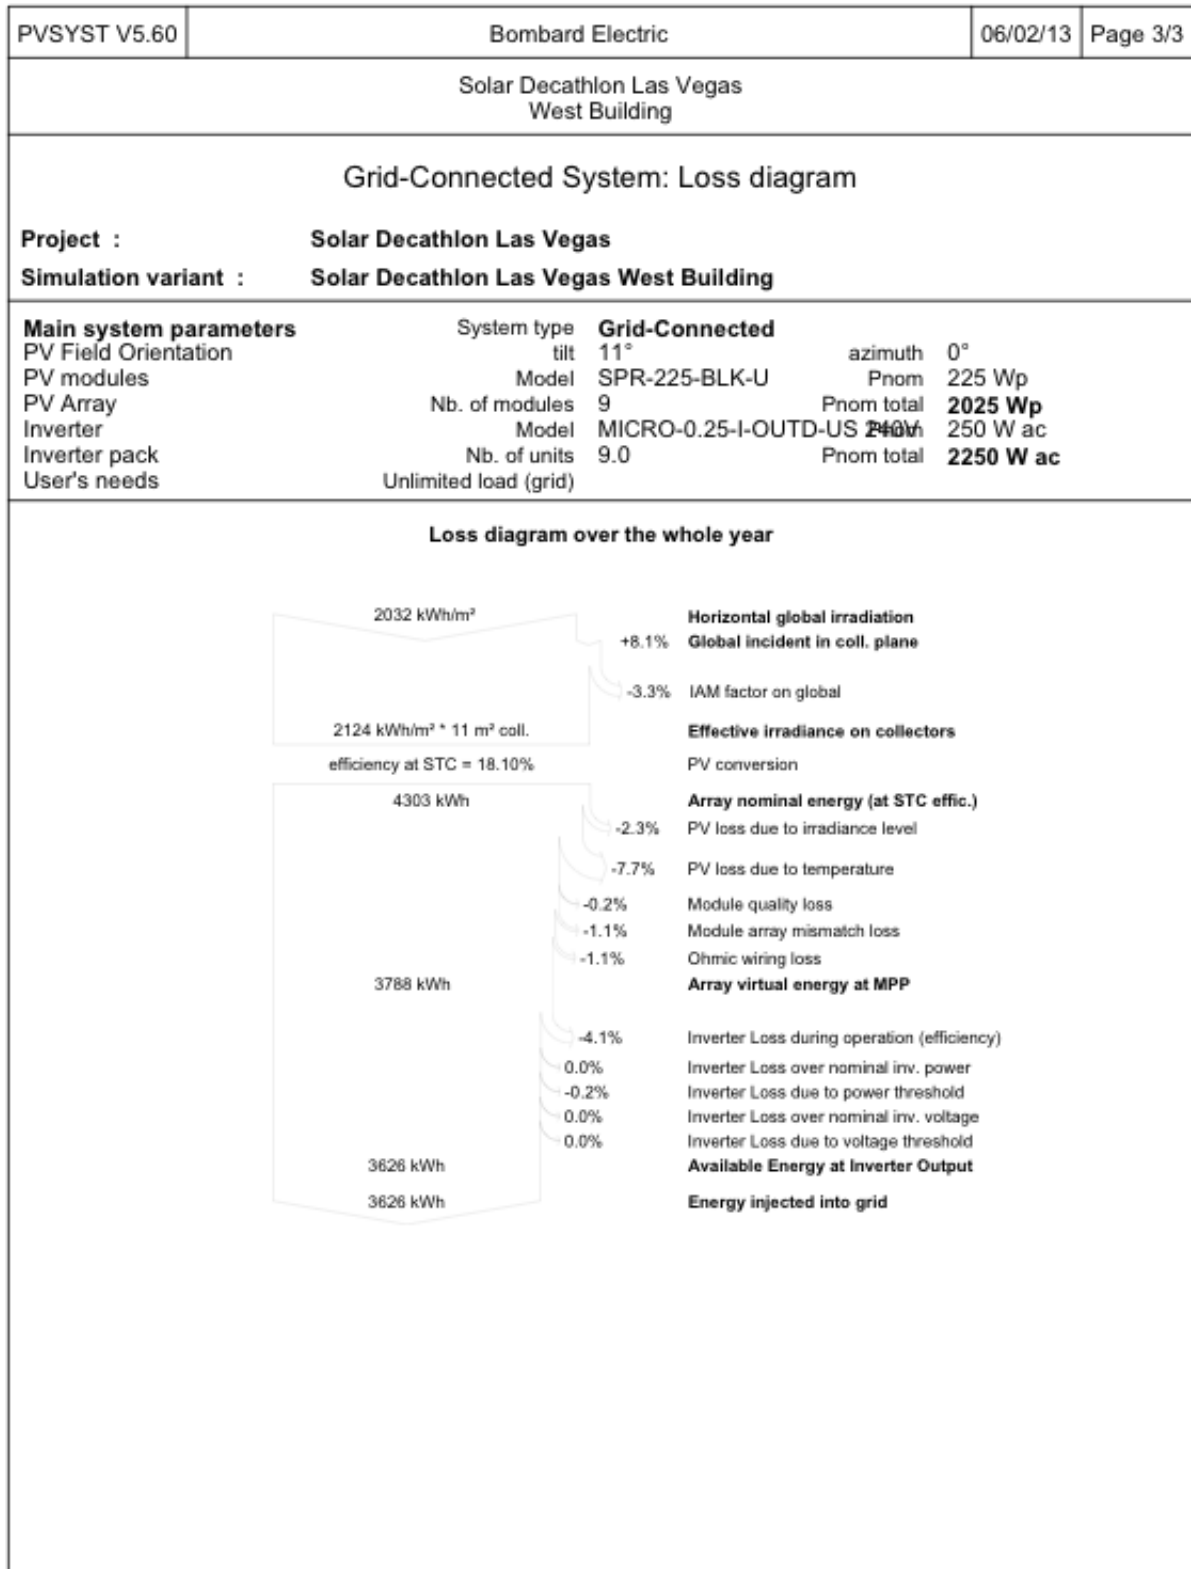 PVSYST V5.60 Bombard Electric 06/02/13 Page 3/3
Solar Decathlon Las Vegas
West Building
Grid-Connected System: Loss diagram
Project : Solar Decathlon Las Vegas
Simulation variant : Solar Decathlon Las Vegas West Building
Main system parameters System type Grid-Connected
PV Field Orientation tilt 11° azimuth 0°
PV modules Model SPR-225-BLK-U Pnom 225 Wp
PV Array Nb. of modules 9 Pnom total 2025 Wp
Inverter Model MICRO-0.25-I-OUTD-US 240V Pnom 250 W ac
Inverter pack Nb. of units 9.0 Pnom total 2250 W ac
User's needs Unlimited load (grid)
Loss diagram over the whole year
2032 kWh/m² Horizontal global irradiation
+8.1% Global incident in coll. plane
-3.3% IAM factor on global
2124 kWh/m² * 11 m² coll. Effective irradiance on collectors
efficiency at STC = 18.10% PV conversion
4303 kWh Array nominal energy (at STC effic.)
-2.3% PV loss due to irradiance level
-7.7% PV loss due to temperature
-0.2% Module quality loss
-1.1% Module array mismatch loss
-1.1% Ohmic wiring loss
3788 kWh Array virtual energy at MPP
-4.1% Inverter Loss during operation (efficiency)
0.0% Inverter Loss over nominal inv. power
-0.2% Inverter Loss due to power threshold
0.0% Inverter Loss over nominal inv. voltage
0.0% Inverter Loss due to voltage threshold
3626 kWh Available Energy at Inverter Output
3626 kWh Energy injected into grid